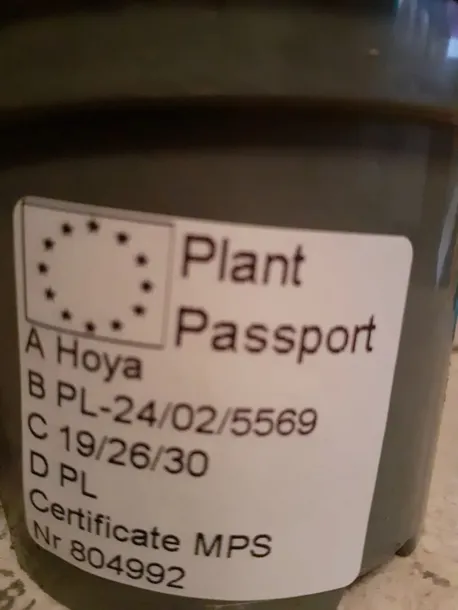 Plant
Passport
A Hoya
B PL-24/02/5569
C 19/26/30
D PL
Certificate MPS
Nr 804992